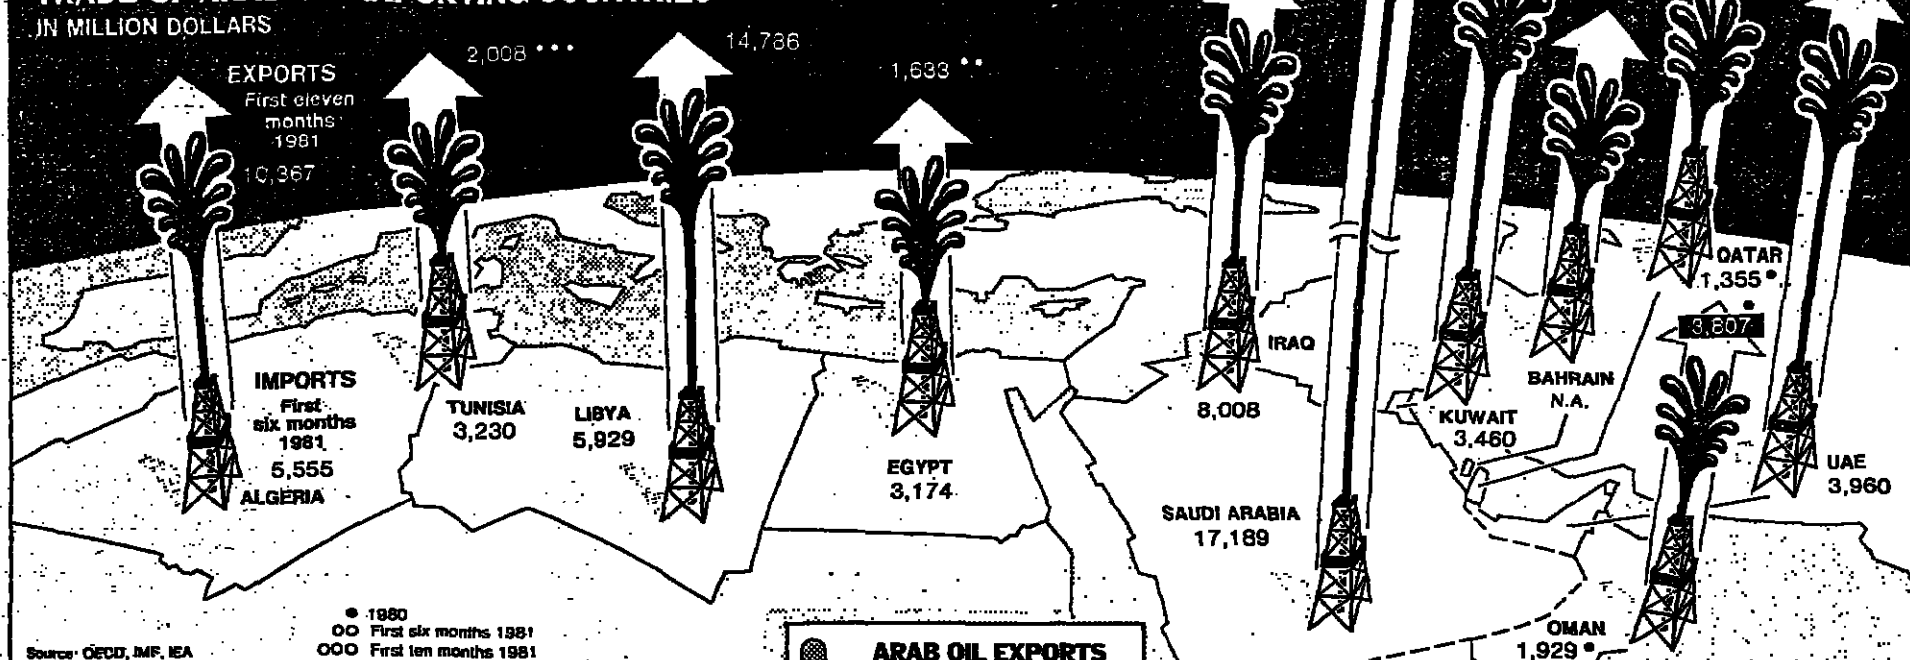 IN MILLION DOLLARS
EXPORTS
First eleven
months
1981
10,367
2,008 •••
14,786
1,633 ••
IMPORTS
First
six months
1981
5,555
ALGERIA
TUNISIA
3,230
LIBYA
5,929
EGYPT
3,174
IRAQ
8,008
SAUDI ARABIA
17,189
KUWAIT
3,460
BAHRAIN
N.A.
QATAR
1,355 •
•
3,807
UAE
3,960
OMAN
1,929 •
• 1980
OO First six months 1981
OOO First ten months 1981
Source: OECD, IMF, IEA
ARAB OIL EXPORTS